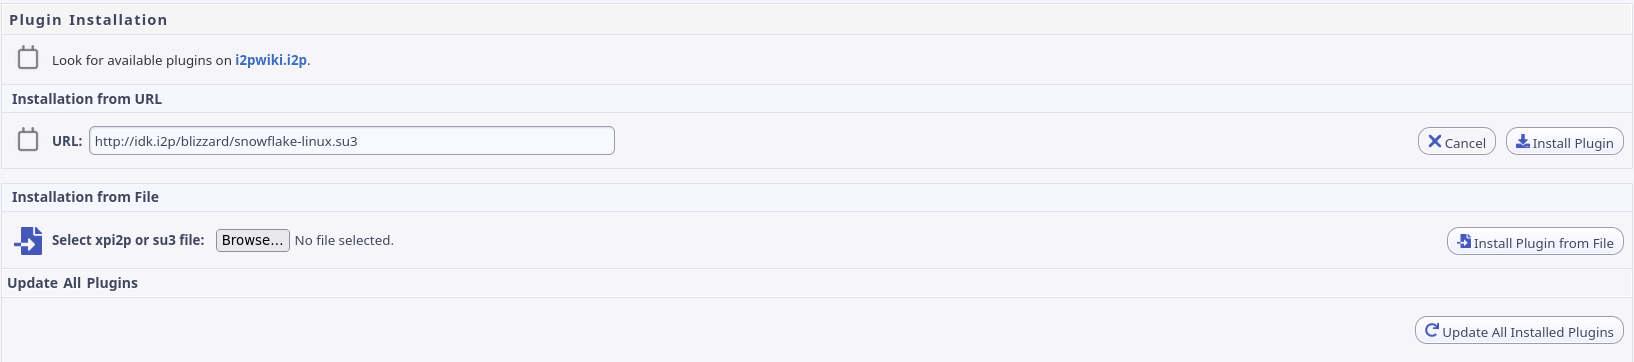 Plugin Installation
Look for available plugins on i2pwiki.i2p.
Installation from URL
URL: http://idk.i2p/blizzard/snowflake-linux.su3 Cancel Install Plugin
Installation from File
Select xpi2p or su3 file: Browse... No file selected. Install Plugin from File
Update All Plugins
Update All Installed Plugins